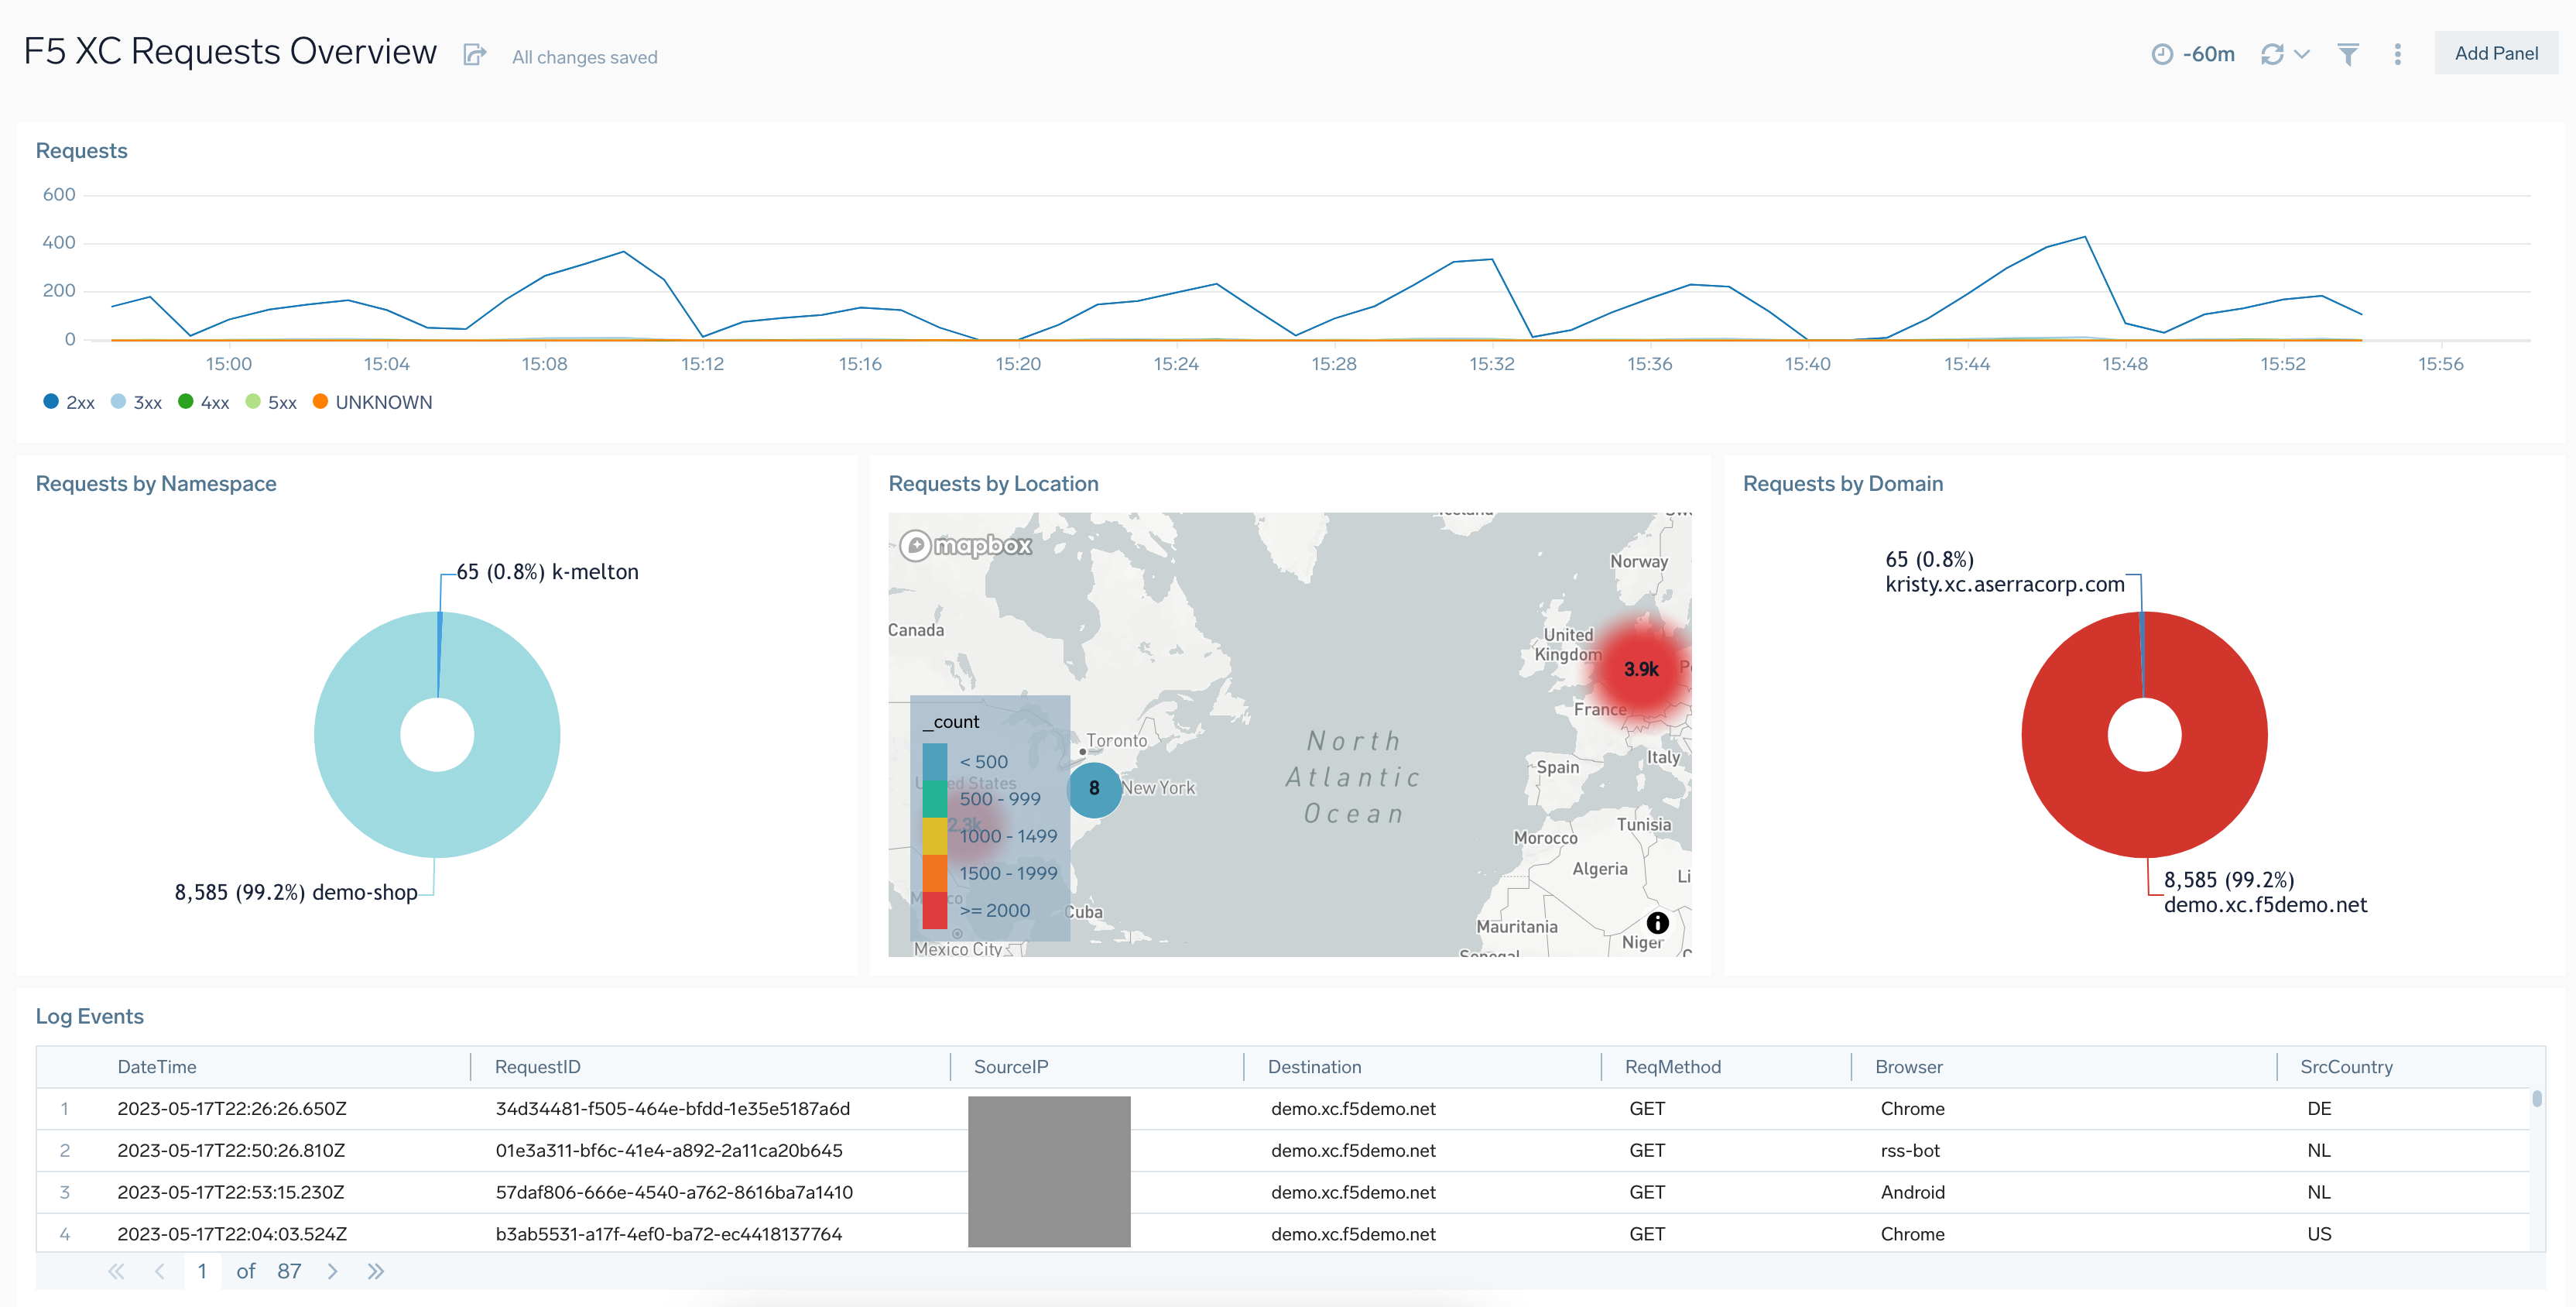 F5 XC Requests Overview
All changes saved
-60m
Add Panel
Requests
600
400
200
0
15:00 15:04 15:08 15:12 15:16 15:20 15:24 15:28 15:32 15:36 15:40 15:44 15:48 15:52 15:56
2xx 3xx 4xx 5xx UNKNOWN
Requests by Namespace
65 (0.8%) k-melton
8,585 (99.2%) demo-shop
Requests by Location
mapbox
Norway
Canada
United
Kingdom
3.9k
France
_count
Toronto
< 500
United States
8
New York
500 - 999
2.3k
1000 - 1499
1500 - 1999
>= 2000
Cuba
Mexico City
North
Atlantic
Ocean
Italy
Spain
Tunisia
Morocco
Algeria
Li
Mauritania
Niger
Requests by Domain
65 (0.8%)
kristy.xc.aserracorp.com
8,585 (99.2%)
demo.xc.f5demo.net
Log Events
DateTime RequestID SourceIP Destination ReqMethod Browser SrcCountry
1 2023-05-17T22:26:26.650Z 34d34481-f505-464e-bfdd-1e35e5187a6d demo.xc.f5demo.net GET Chrome DE
2 2023-05-17T22:50:26.810Z 01e3a311-bf6c-41e4-a892-2a11ca20b645 demo.xc.f5demo.net GET rss-bot NL
3 2023-05-17T22:53:15.230Z 57daf806-666e-4540-a762-8616ba7a1410 demo.xc.f5demo.net GET Android NL
4 2023-05-17T22:04:03.524Z b3ab5531-a17f-4ef0-ba72-ec4418137764 demo.xc.f5demo.net GET Chrome US
1 of 87